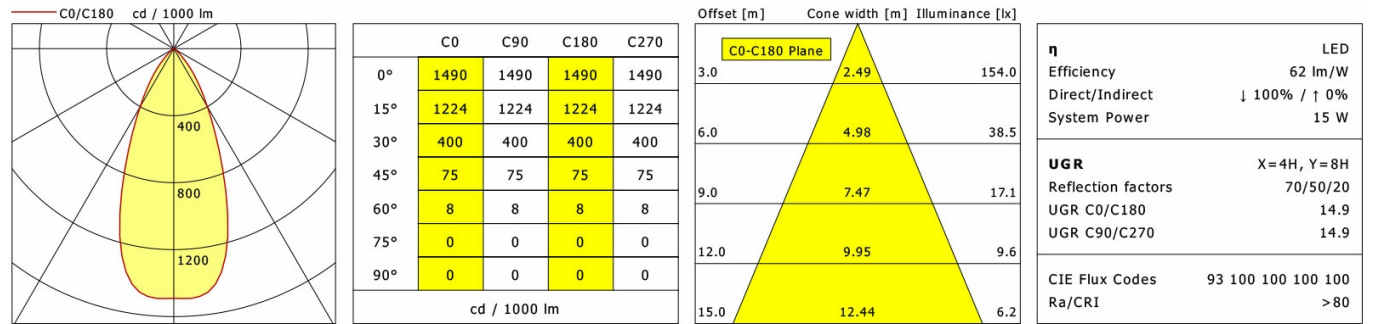 C0/C180 cd / 1000 lm
400
800
1200
C0 C90 C180 C270
0° 1490 1490 1490 1490
15° 1224 1224 1224 1224
30° 400 400 400 400
45° 75 75 75 75
60° 8 8 8 8
75° 0 0 0 0
90° 0 0 0 0
cd / 1000 lm
Offset [m] Cone width [m] Illuminance [lx]
C0-C180 Plane
3.0 2.49 154.0
6.0 4.98 38.5
9.0 7.47 17.1
12.0 9.95 9.6
15.0 12.44 6.2
η LED
Efficiency 62 lm/W
Direct/Indirect ↓ 100% / ↑ 0%
System Power 15 W
UGR X=4H, Y=8H
Reflection factors 70/50/20
UGR C0/C180 14.9
UGR C90/C270 14.9
CIE Flux Codes 93 100 100 100 100
Ra/CRI >80